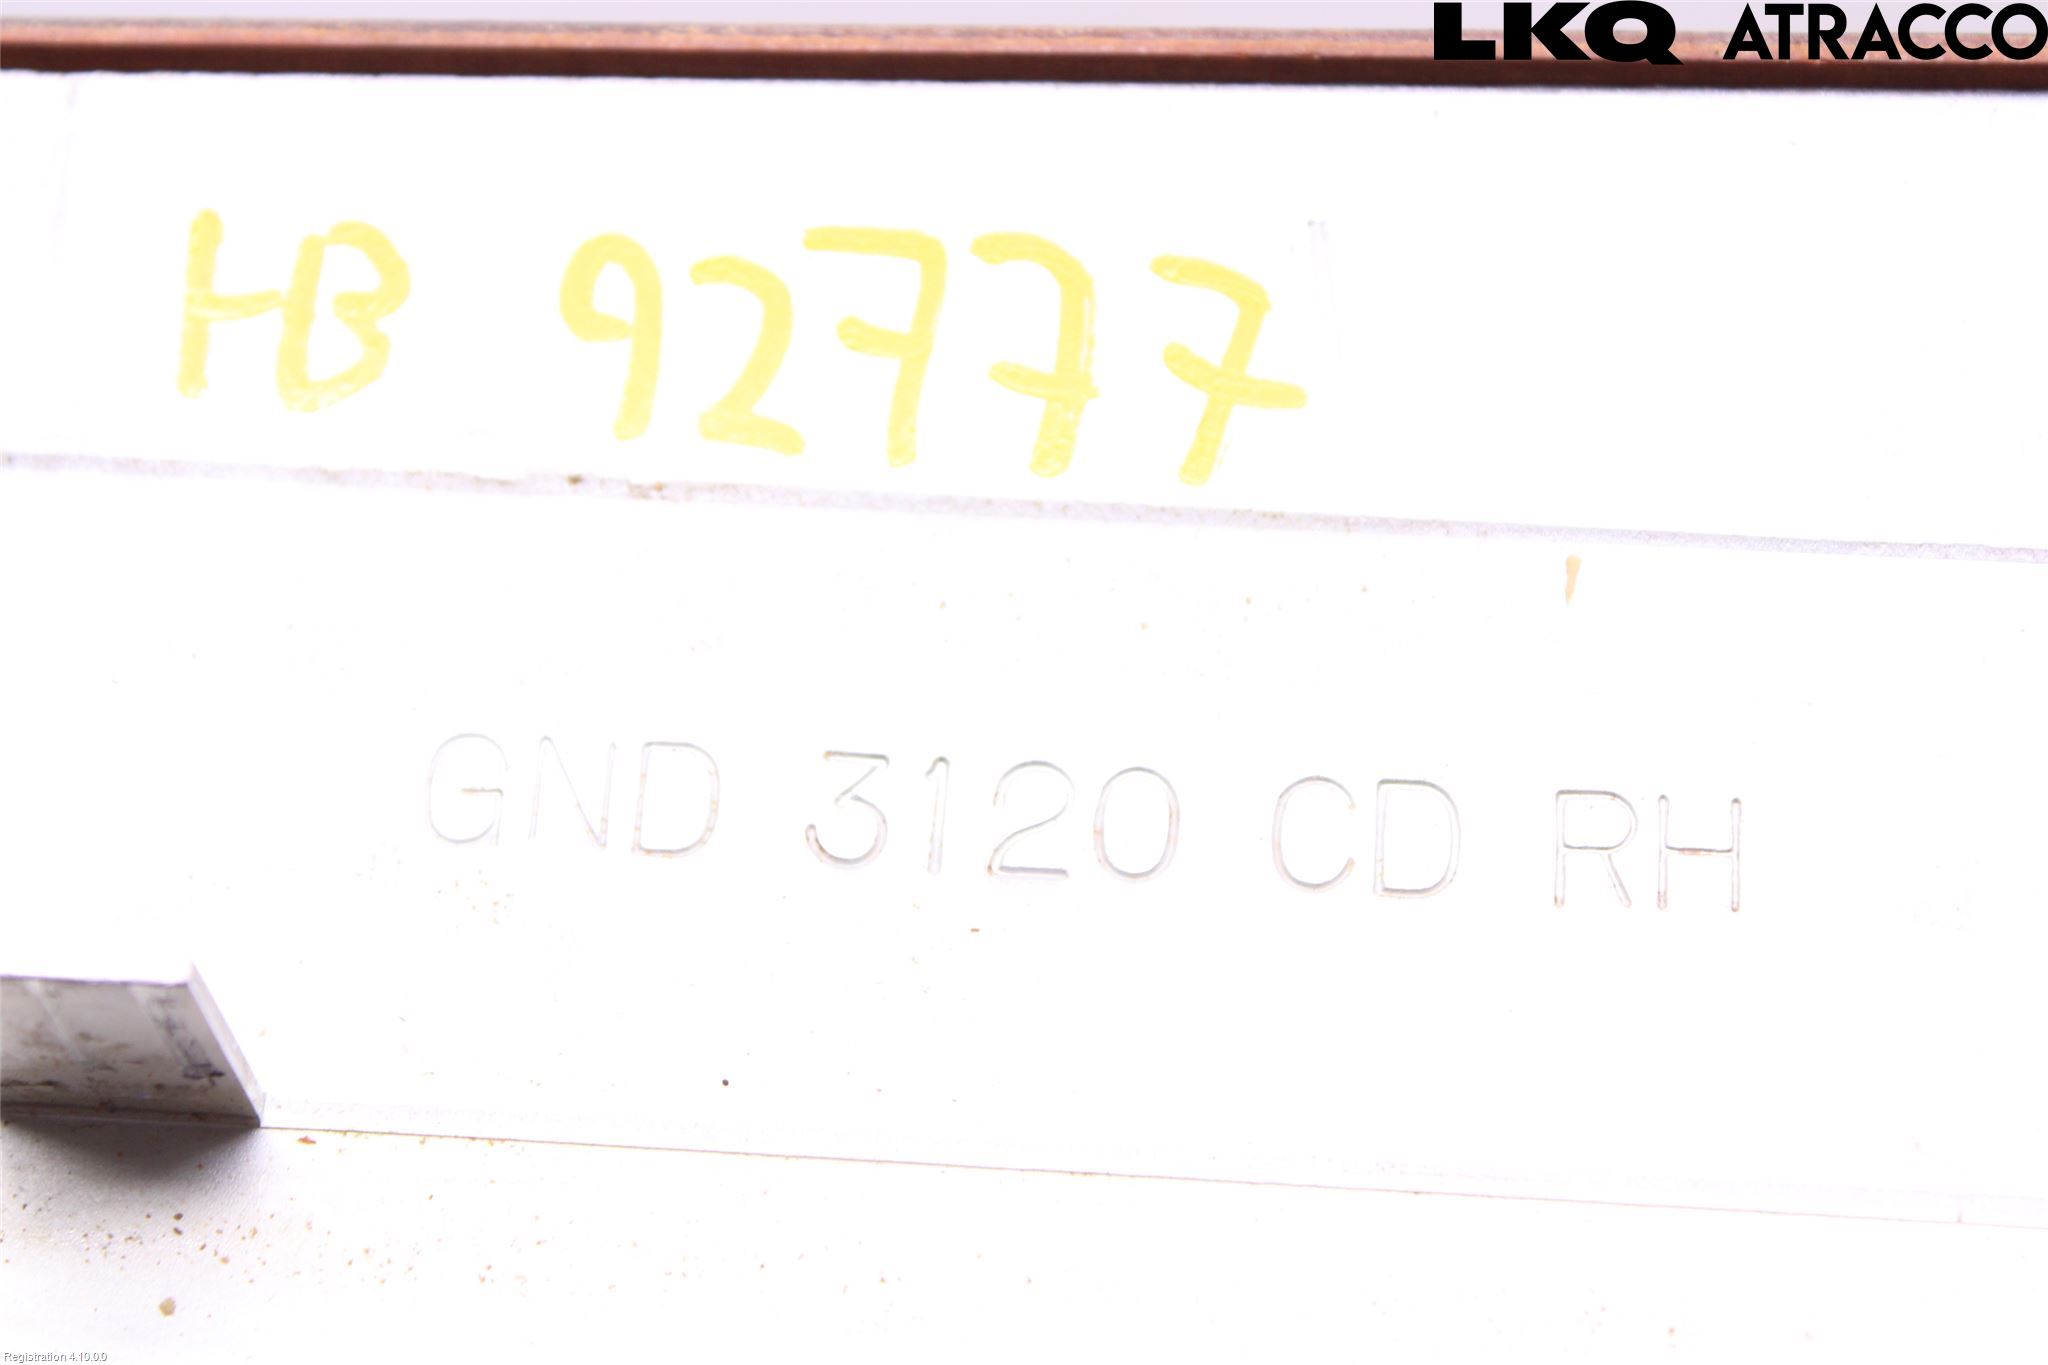 LKQ ATRACCO
HB 92777
GND 3120 CD RH
Registration 4.10.0.0